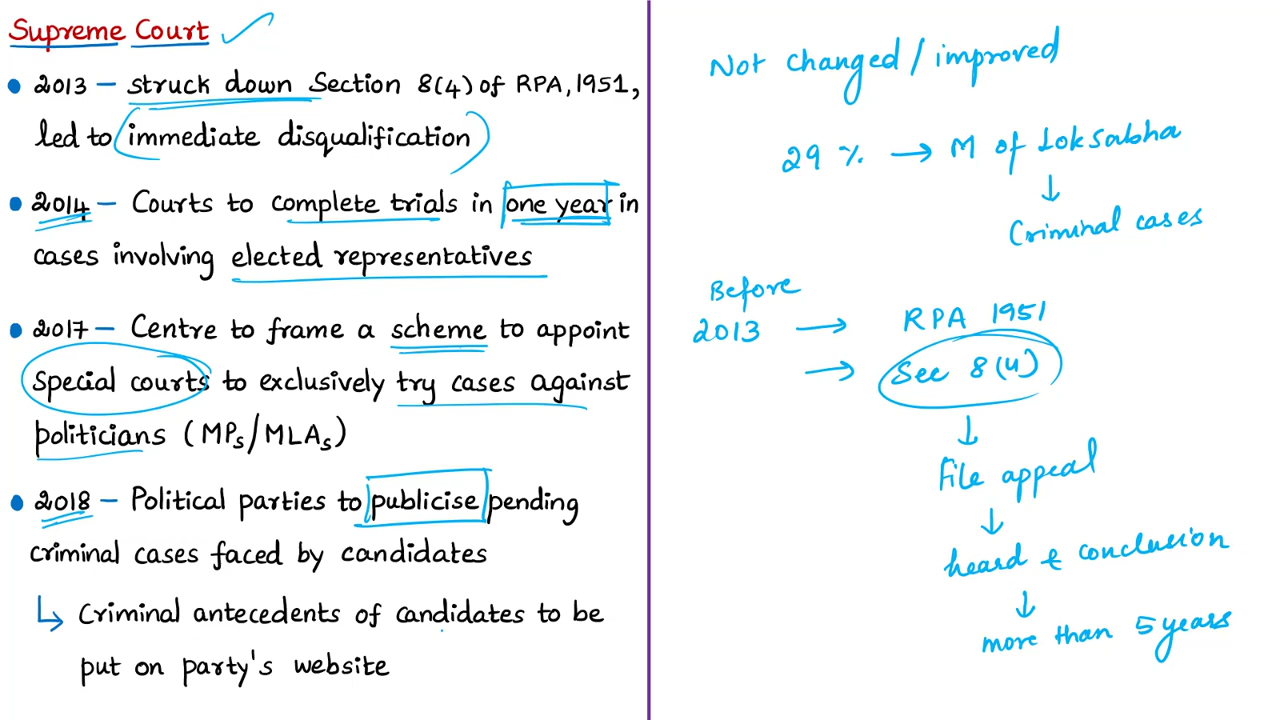 Supreme Court
2013 – struck down Section 8(4) of RPA, 1951,
led to immediate disqualification
2014 – Courts to complete trials in one year in
cases involving elected representatives
2017 – Centre to frame a scheme to appoint
special courts to exclusively try cases against
politicians (MPs/MLAs)
2018 – Political parties to publicise pending
criminal cases faced by candidates
Criminal antecedents of candidates to be
put on party's website
Not changed / improved
29 % → M of Loksabha
↓
Criminal cases
Before
2013 → RPA 1951
→ Sec 8(4)
↓
File appeal
↓
heard & conclusion
↓
more than 5 years